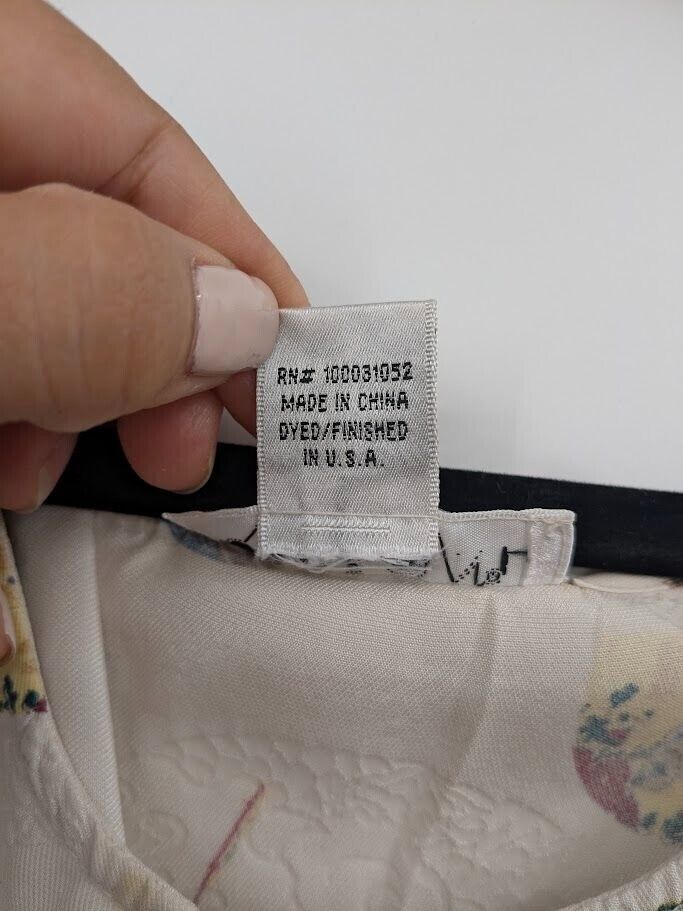 RN# 100031052
MADE IN CHINA
DYED/FINISHED
IN U.S.A.